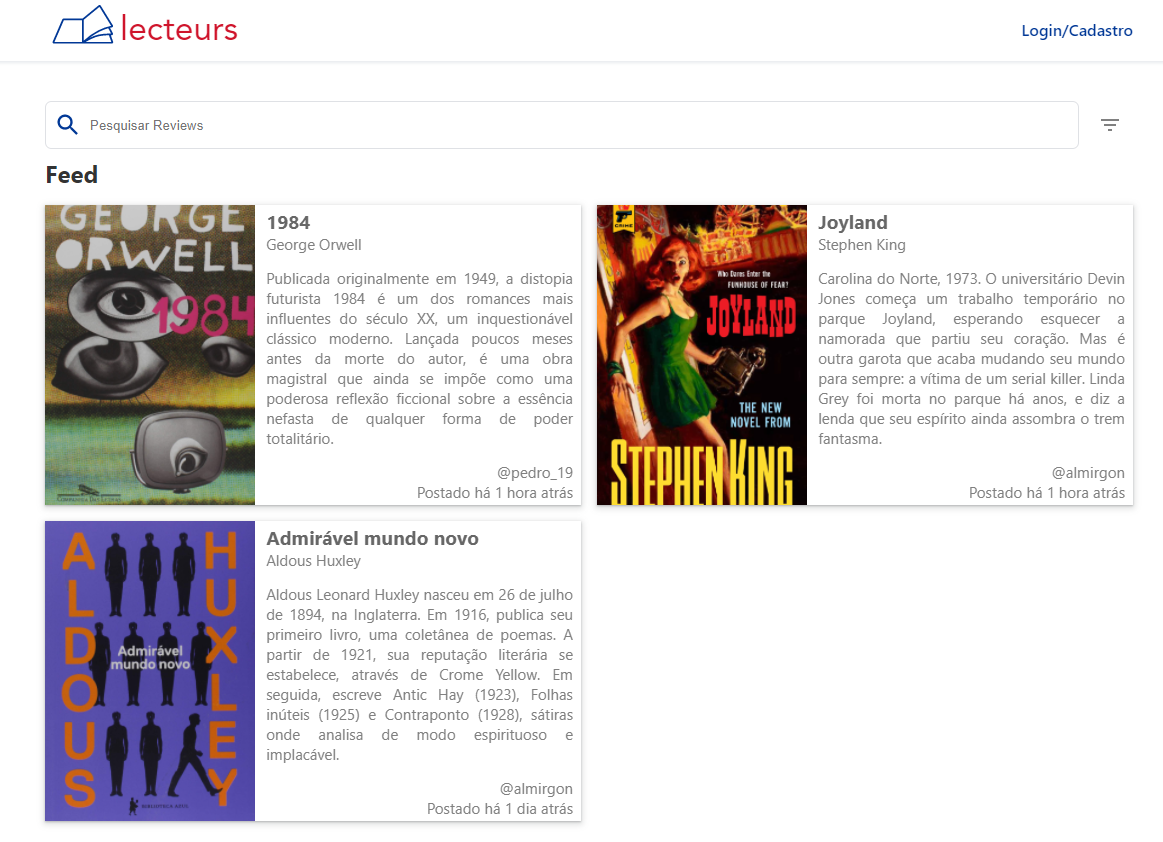 lecteurs
Login/Cadastro
Pesquisar Reviews
Feed
GEORGE
ORWELL
1984
COMPANHIA DAS LETRAS
1984
George Orwell
Publicada originalmente em 1949, a distopia
futurista 1984 é um dos romances mais
influentes do século XX, um inquestionável
clássico moderno. Lançada poucos meses
antes da morte do autor, é uma obra
magistral que ainda se impõe como uma
poderosa reflexão ficcional sobre a essência
nefasta de qualquer forma de poder
totalitário.
@pedro_19
Postado há 1 hora atrás
CRIME
Who Dares Enter the
FUNHOUSE OF FEAR?
JOYLAND
THE NEW
NOVEL FROM
STEPHEN KING
Joyland
Stephen King
Carolina do Norte, 1973. O universitário Devin
Jones começa um trabalho temporário no
parque Joyland, esperando esquecer a
namorada que partiu seu coração. Mas é
outra garota que acaba mudando seu mundo
para sempre: a vítima de um serial killer. Linda
Grey foi morta no parque há anos, e diz a
lenda que seu espírito ainda assombra o trem
fantasma.
@almirgon
Postado há 1 hora atrás
ALDOUS
HUXLEY
Admirável
mundo novo
BIBLIOTECA AZUL
Admirável mundo novo
Aldous Huxley
Aldous Leonard Huxley nasceu em 26 de julho
de 1894, na Inglaterra. Em 1916, publica seu
primeiro livro, uma coletânea de poemas. A
partir de 1921, sua reputação literária se
estabelece, através de Crome Yellow. Em
seguida, escreve Antic Hay (1923), Folhas
inúteis (1925) e Contraponto (1928), sátiras
onde analisa de modo espirituoso e
implacável.
@almirgon
Postado há 1 dia atrás